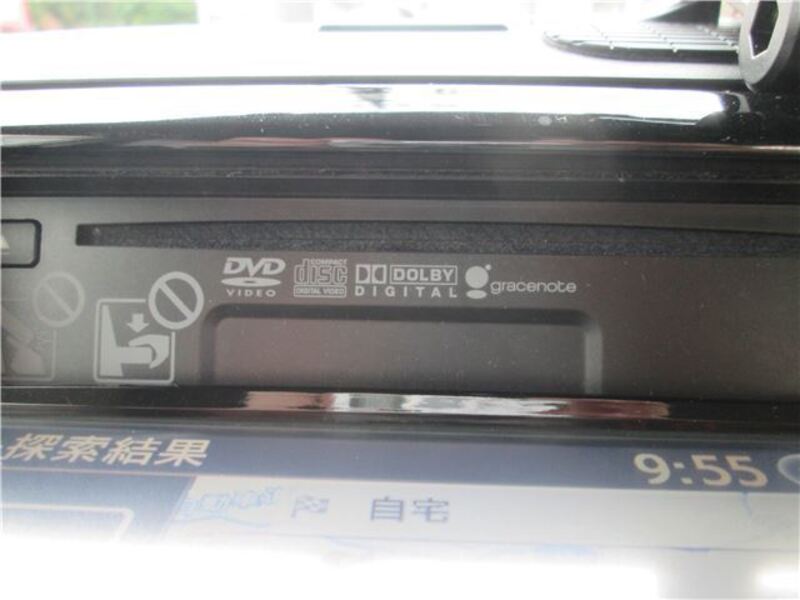 DVD
VIDEO
COMPACT
disc
DIGITAL VIDEO
DOLBY
DIGITAL
gracenote
探索結果
9:55
自宅